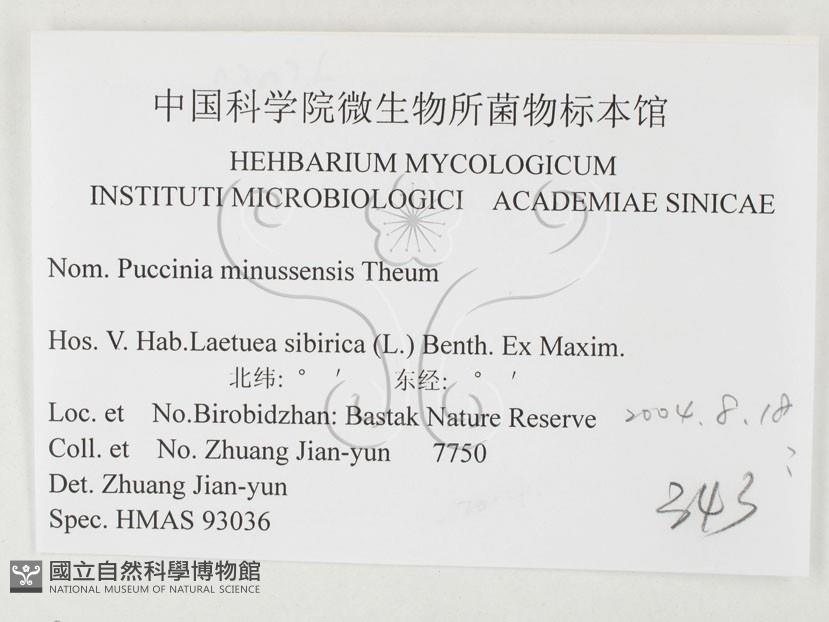 中国科学院微生物所菌物标本馆
HEHBARIUM MYCOLOGICUM
INSTITUTI MICROBIOLOGICI ACADEMIAE SINICAE
Nom. Puccinia minussensis Theum
Hos. V. Hab.Laetuea sibirica (L.) Benth. Ex Maxim.
北纬: ° ′ 东经: ° ′
Loc. et No.Birobidzhan: Bastak Nature Reserve 2004.8.18
Coll. et No. Zhuang Jian-yun 7750
Det. Zhuang Jian-yun
Spec. HMAS 93036
343
國立自然科學博物館
NATIONAL MUSEUM OF NATURAL SCIENCE